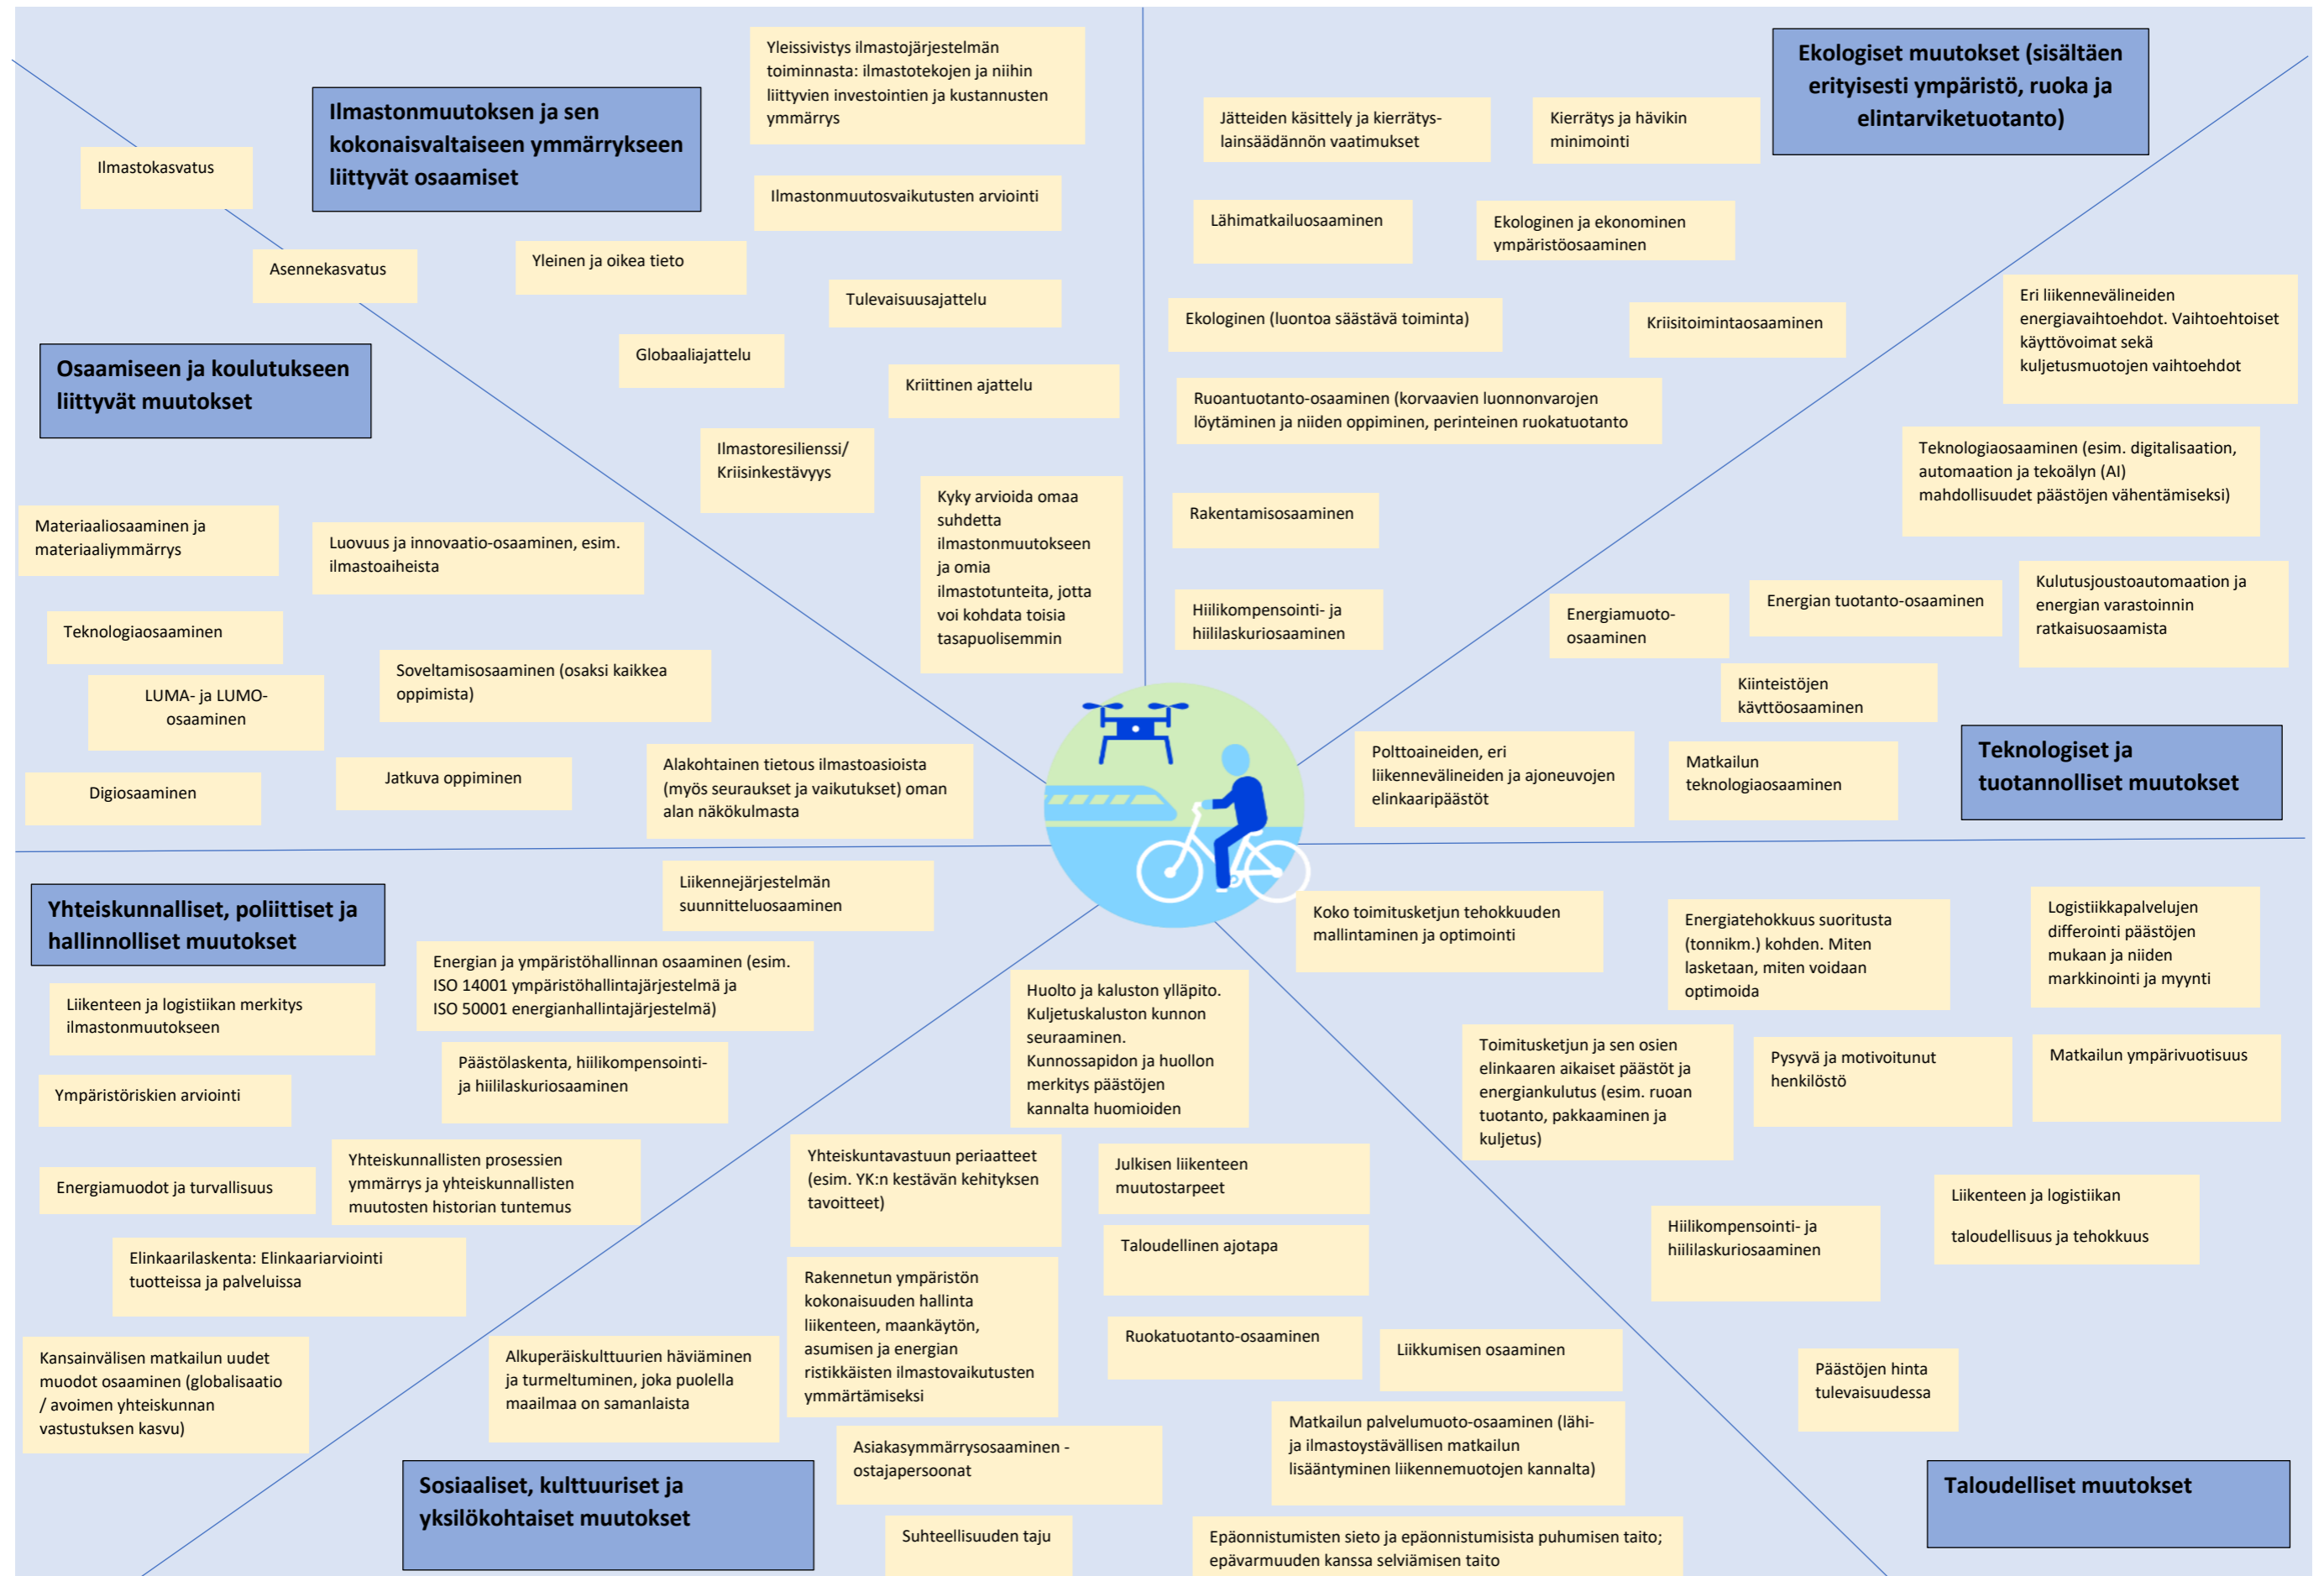 Ilmastonmuutoksen ja sen
kokonaisvaltaiseen ymmärrykseen
liittyvät osaamiset
Yleissivistys ilmastojärjestelmän
toiminnasta: ilmastotekojen ja niihin
liittyvien investointien ja kustannusten
ymmärrys
Ilmastonmuutosvaikutusten arviointi
Yleinen ja oikea tieto
Tulevaisuusajattelu
Globaaliajattelu
Kriittinen ajattelu
Ilmastoresilienssi/
Kriisinkestävyys
Kyky arvioida omaa
suhdetta
ilmastonmuutokseen
ja omia
ilmastotunteita, jotta
voi kohdata toisia
tasapuolisemmin
Ilmastokasvatus
Asennekasvatus
Osaamiseen ja koulutukseen
liittyvät muutokset
Materiaaliosaaminen ja
materiaaliymmärrys
Luovuus ja innovaatio-osaaminen, esim.
ilmastoaiheista
Teknologiaosaaminen
Soveltamisosaaminen (osaksi kaikkea
oppimista)
LUMA- ja LUMO-
osaaminen
Jatkuva oppiminen
Digiosaaminen
Alakohtainen tietous ilmastoasioista
(myös seuraukset ja vaikutukset) oman
alan näkökulmasta
Ekologiset muutokset (sisältäen
erityisesti ympäristö, ruoka ja
elintarviketuotanto)
Jätteiden käsittely ja kierrätys-
lainsäädännön vaatimukset
Kierrätys ja hävikin
minimointi
Lähimatkailuosaaminen
Ekologinen ja ekonominen
ympäristöosaaminen
Ekologinen (luontoa säästävä toiminta)
Kriisitoimintaosaaminen
Ruoantuotanto-osaaminen (korvaavien luonnonvarojen
löytäminen ja niiden oppiminen, perinteinen ruokatuotanto
Rakentamisosaaminen
Hiilikompensointi- ja
hiililaskuriosaaminen
Eri liikennevälineiden
energiavaihtoehdot. Vaihtoehtoiset
käyttövoimat sekä
kuljetusmuotojen vaihtoehdot
Teknologiaosaaminen (esim. digitalisaation,
automaation ja tekoälyn (AI)
mahdollisuudet päästöjen vähentämiseksi)
Energiamuoto-
osaaminen
Energian tuotanto-osaaminen
Kulutusjoustoautomaation ja
energian varastoinnin
ratkaisuosaamista
Kiinteistöjen
käyttöosaaminen
Polttoaineiden, eri
liikennevälineiden ja ajoneuvojen
elinkaaripäästöt
Matkailun
teknologiaosaaminen
Teknologiset ja
tuotannolliset muutokset
Yhteiskunnalliset, poliittiset ja
hallinnolliset muutokset
Liikennejärjestelmän
suunnitteluosaaminen
Energian ja ympäristöhallinnan osaaminen (esim.
ISO 14001 ympäristöhallintajärjestelmä ja
ISO 50001 energianhallintajärjestelmä)
Liikenteen ja logistiikan merkitys
ilmastonmuutokseen
Päästölaskenta, hiilikompensointi-
ja hiililaskuriosaaminen
Ympäristöriskien arviointi
Yhteiskunnallisten prosessien
ymmärrys ja yhteiskunnallisten
muutosten historian tuntemus
Energiamuodot ja turvallisuus
Elinkaarilaskenta: Elinkaariarviointi
tuotteissa ja palveluissa
Kansainvälisen matkailun uudet
muodot osaaminen (globalisaatio
/ avoimen yhteiskunnan
vastustuksen kasvu)
Huolto ja kaluston ylläpito.
Kuljetuskaluston kunnon
seuraaminen.
Kunnossapidon ja huollon
merkitys päästöjen
kannalta huomioiden
Yhteiskuntavastuun periaatteet
(esim. YK:n kestävän kehityksen
tavoitteet)
Julkisen liikenteen
muutostarpeet
Taloudellinen ajotapa
Rakennetun ympäristön
kokonaisuuden hallinta
liikenteen, maankäytön,
asumisen ja energian
ristikkäisten ilmastovaikutusten
ymmärtämiseksi
Ruokatuotanto-osaaminen
Liikkumisen osaaminen
Alkuperäiskulttuurien häviäminen
ja turmeltuminen, joka puolella
maailmaa on samanlaista
Matkailun palvelumuoto-osaaminen (lähi-
ja ilmastoystävällisen matkailun
lisääntyminen liikennemuotojen kannalta)
Asiakasymmärrysosaaminen -
ostajapersoonat
Sosiaaliset, kulttuuriset ja
yksilökohtaiset muutokset
Suhteellisuuden taju
Epäonnistumisten sieto ja epäonnistumisista puhumisen taito;
epävarmuuden kanssa selviämisen taito
Koko toimitusketjun tehokkuuden
mallintaminen ja optimointi
Energiatehokkuus suoritusta
(tonnikm.) kohden. Miten
lasketaan, miten voidaan
optimoida
Logistiikkapalvelujen
differointi päästöjen
mukaan ja niiden
markkinointi ja myynti
Toimitusketjun ja sen osien
elinkaaren aikaiset päästöt ja
energiankulutus (esim. ruoan
tuotanto, pakkaaminen ja
kuljetus)
Pysyvä ja motivoitunut
henkilöstö
Matkailun ympärivuotisuus
Hiilikompensointi- ja
hiililaskuriosaaminen
Liikenteen ja logistiikan
taloudellisuus ja tehokkuus
Päästöjen hinta
tulevaisuudessa
Taloudelliset muutokset